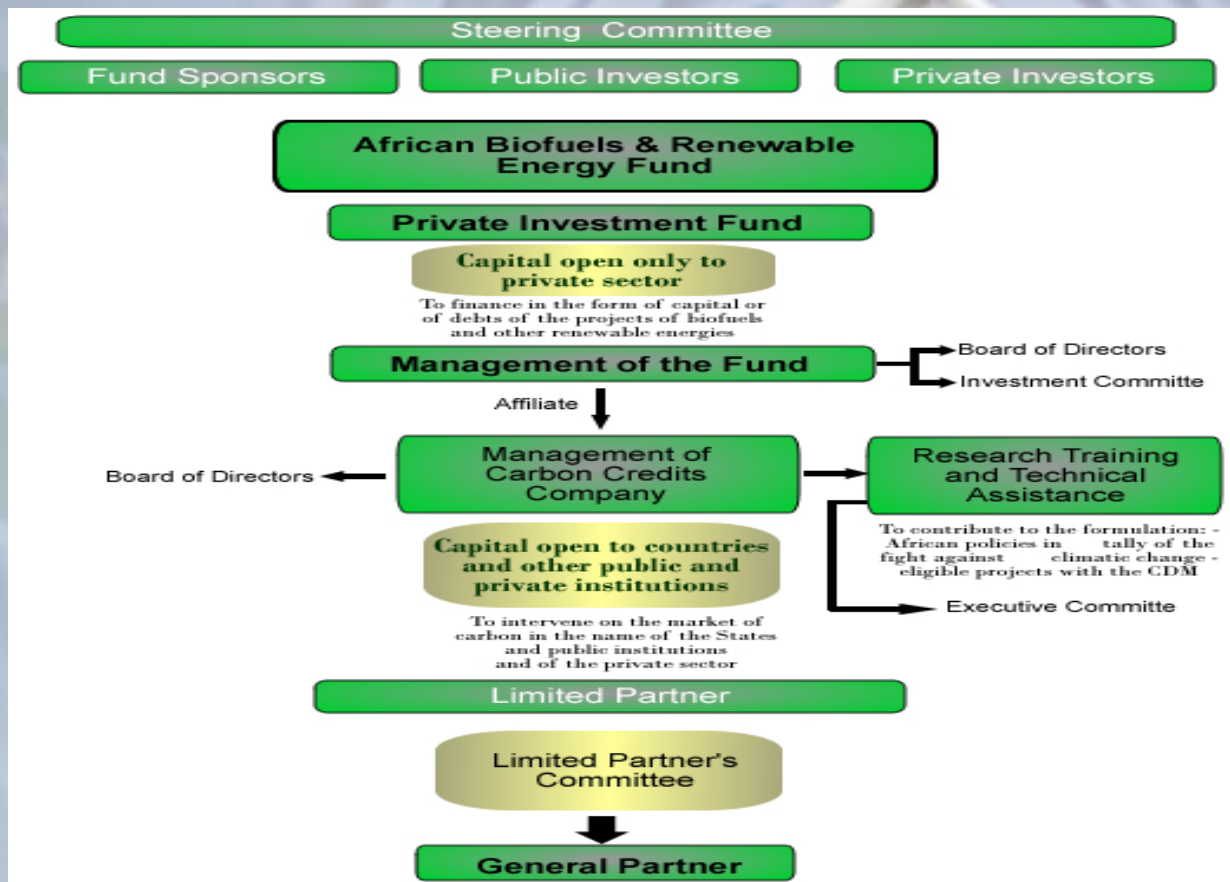 Steering Committee
Fund Sponsors
Public Investors
Private Investors
African Biofuels & Renewable
Energy Fund
Private Investment Fund
Capital open only to
private sector
To finance in the form of capital or
of debts of the projects of biofuels
and other renewable energies
Management of the Fund
Board of Directors
Investment Committe
Affiliate
Management of
Carbon Credits
Company
Board of Directors
Research Training
and Technical
Assistance
To contribute to the formulation: -
African policies in tally of the
fight against climatic change -
eligible projects with the CDM
Executive Committe
Capital open to countries
and other public and
private institutions
To intervene on the market of
carbon in the name of the States
and public institutions
and of the private sector
Limited Partner
Limited Partner's
Committee
General Partner